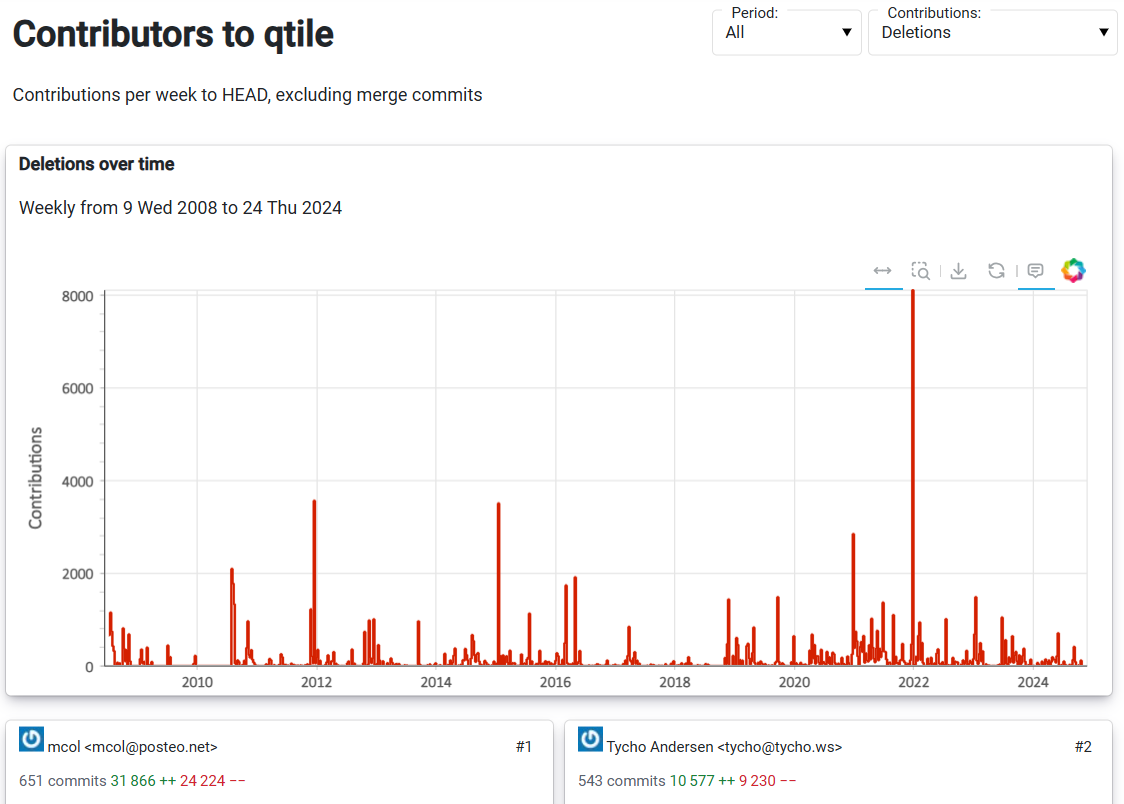 Contributors to qtile
Period:
All
Contributions:
Deletions
Contributions per week to HEAD, excluding merge commits
Deletions over time
Weekly from 9 Wed 2008 to 24 Thu 2024
Contributions
8000
6000
4000
2000
0
2010 2012 2014 2016 2018 2020 2022 2024
mcol <mcol@posteo.net> #1
651 commits 31 866 ++ 24 224 −−
Tycho Andersen <tycho@tycho.ws> #2
543 commits 10 577 ++ 9 230 −−